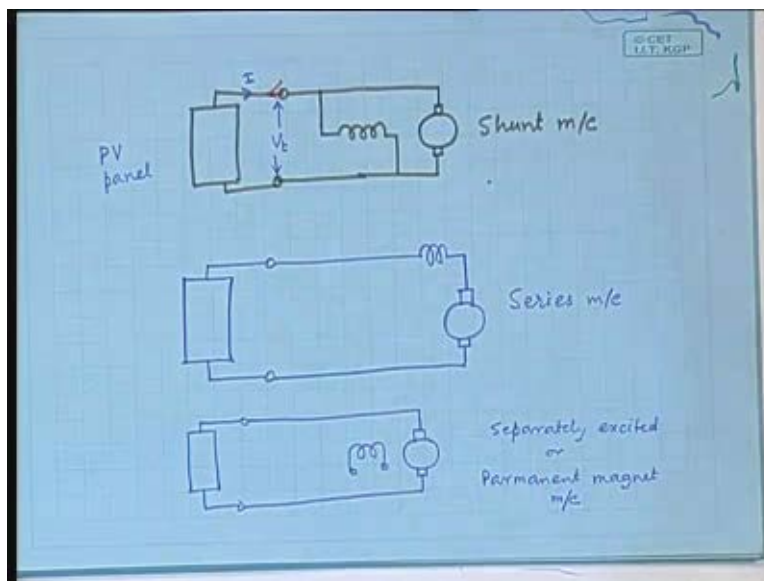 © CET
I.I.T. KGP
I
Shunt m/c
Vt
PV
panel
Series m/c
Separately excited
or
Parmanent magnet
m/c